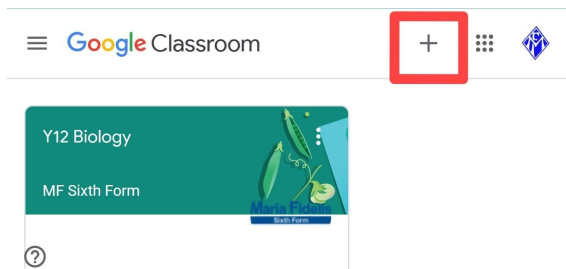 Google Classroom
Y12 Biology
MF Sixth Form
Maria Fidelis
Sixth Form